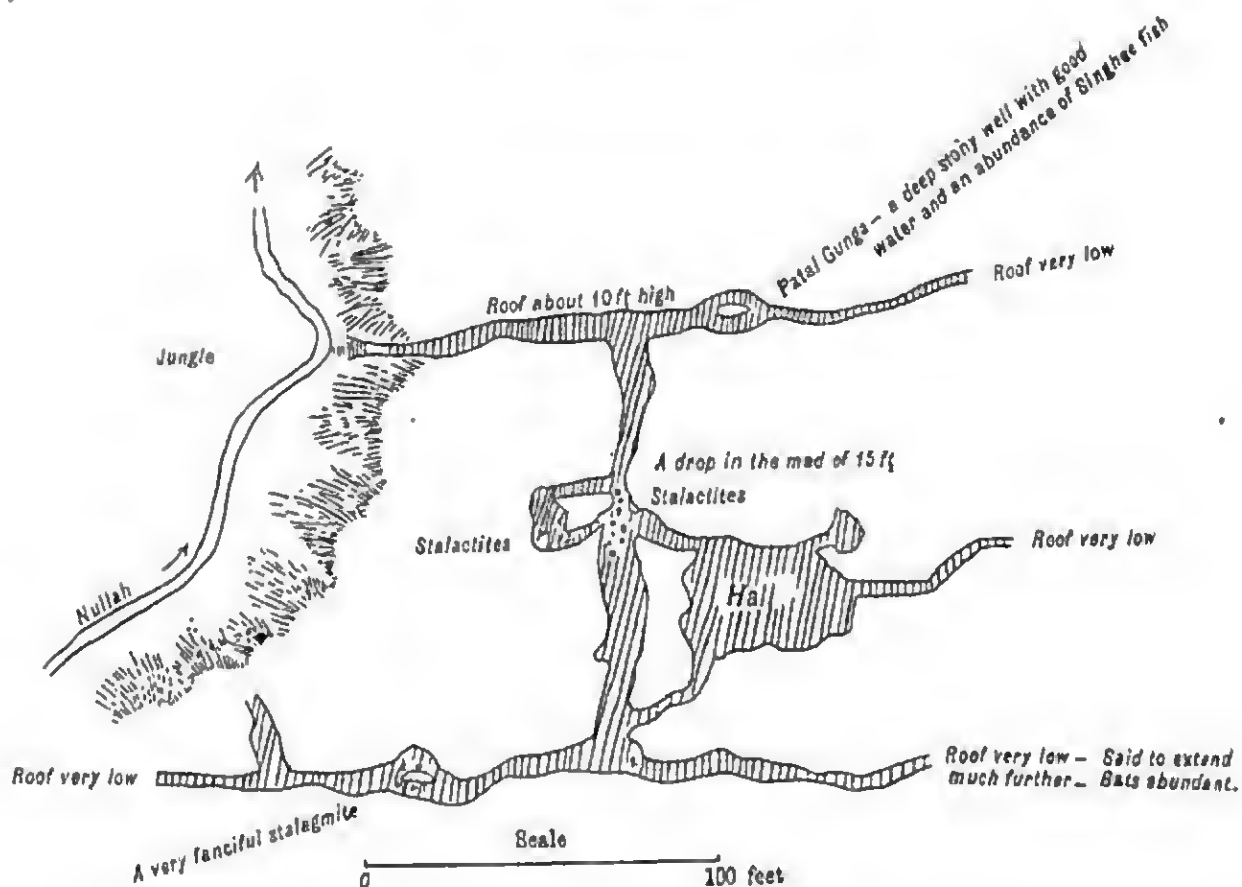 Patal Gunga – a deep stony well with good
water and an abundance of Singhee fish
Roof very low
Roof about 10 ft high
Jungle
A drop in the mad of 15 ft
Stalactites
Stalactites
Roof very low
Hall
Nullah
Roof very low
Roof very low – Said to extend
much further – Bats abundant.
A very fanciful stalagmite
Scale
0
100 feet